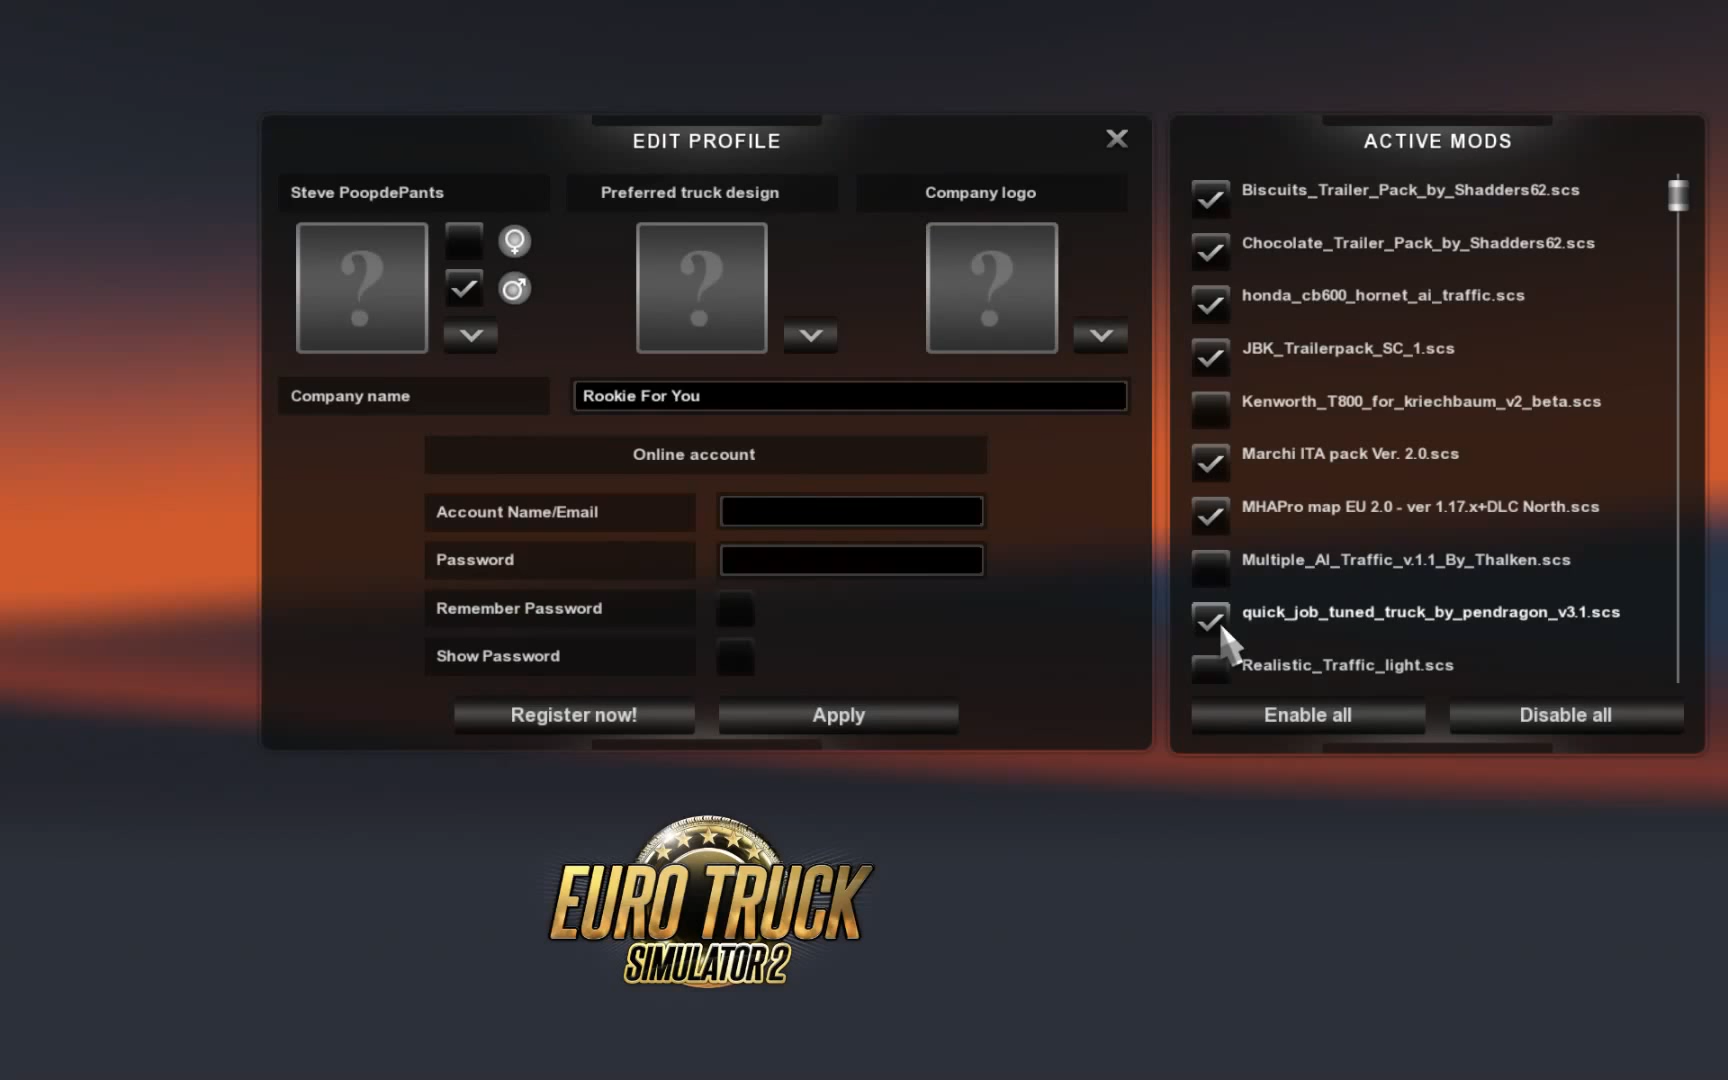 EDIT PROFILE
Steve PoopdePants
Preferred truck design
Company logo
Company name
Rookie For You
Online account
Account Name/Email
Password
Remember Password
Show Password
Register now!
Apply
ACTIVE MODS
Biscuits_Trailer_Pack_by_Shadders62.scs
Chocolate_Trailer_Pack_by_Shadders62.scs
honda_cb600_hornet_ai_traffic.scs
JBK_Trailerpack_SC_1.scs
Kenworth_T800_for_kriechbaum_v2_beta.scs
Marchi ITA pack Ver. 2.0.scs
MHAPro map EU 2.0 - ver 1.17.x+DLC North.scs
Multiple_AI_Traffic_v.1.1_By_Thalken.scs
quick_job_tuned_truck_by_pendragon_v3.1.scs
Realistic_Traffic_light.scs
Enable all
Disable all
EURO TRUCK
SIMULATOR 2